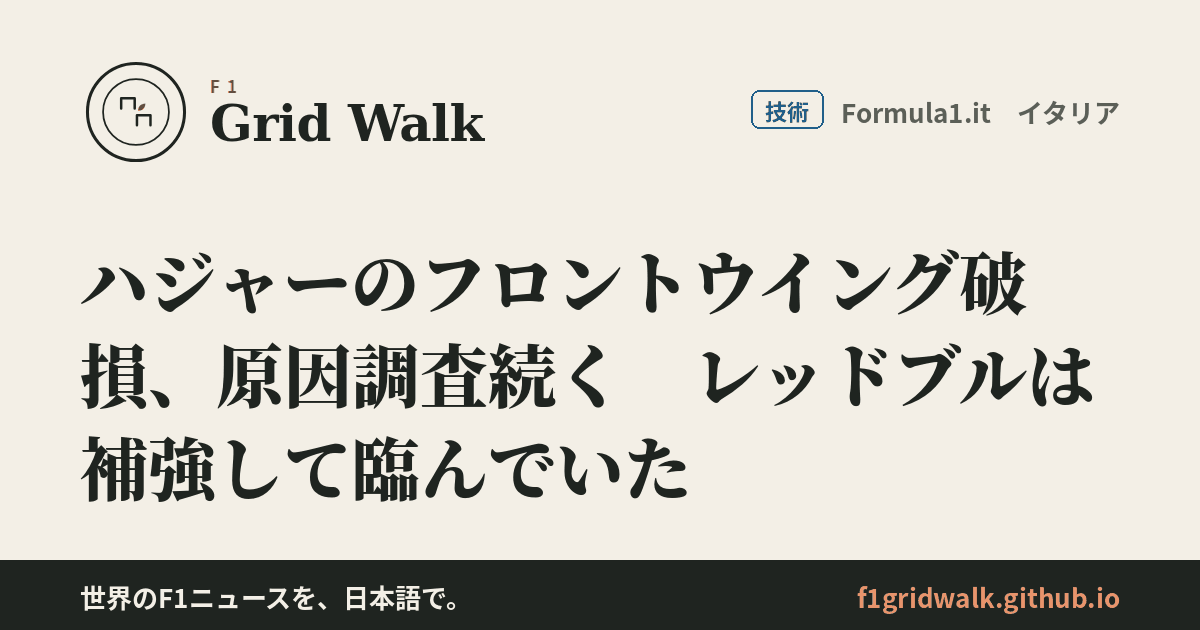 F1
Grid Walk
技術
Formula1.it　イタリア
ハジャーのフロントウイング破
損、原因調査続く　レッドブルは
補強して臨んでいた
世界のF1ニュースを、日本語で。
f1gridwalk.github.io